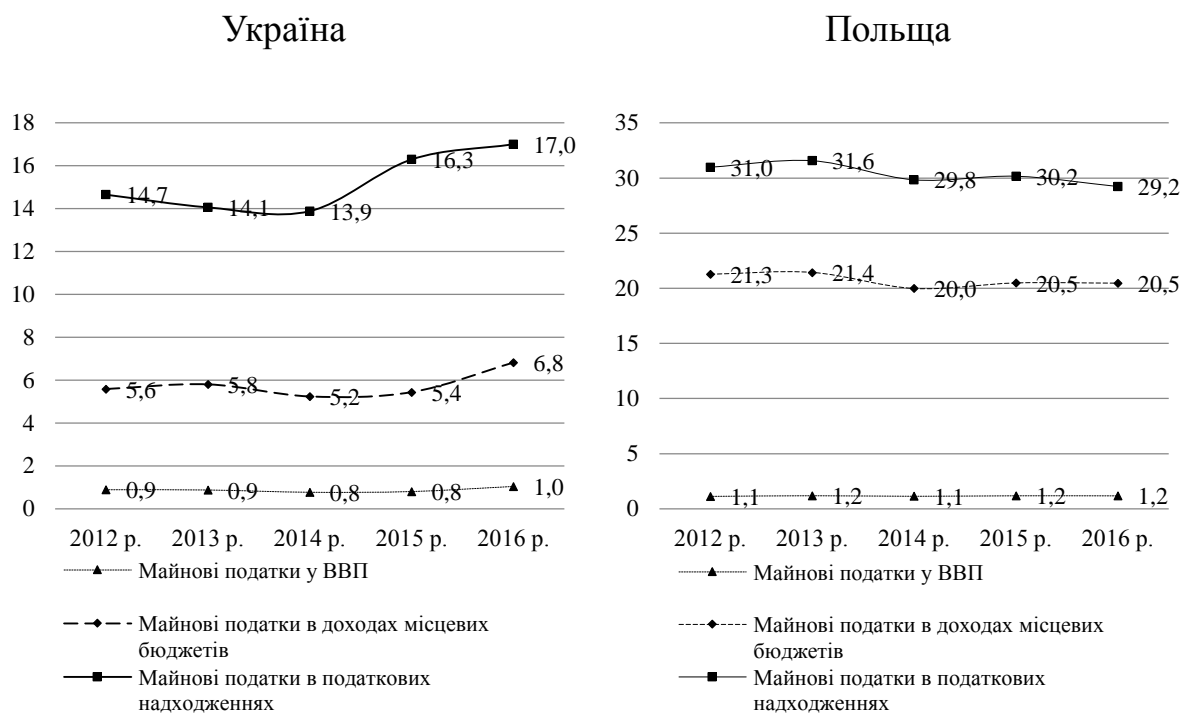 Україна
18
16
14
12
10
8
6
4
2
0
14,7
14,1
13,9
16,3
17,0
5,6
5,8
5,2
5,4
6,8
0,9
0,9
0,8
0,8
1,0
2012 р.
2013 р.
2014 р.
2015 р.
2016 р.
Майнові податки у ВВП
Майнові податки в доходах місцевих
бюджетів
Майнові податки в податкових
надходженнях
Польща
35
30
25
20
15
10
5
0
31,0
31,6
29,8
30,2
29,2
21,3
21,4
20,0
20,5
20,5
1,1
1,2
1,1
1,2
1,2
2012 р.
2013 р.
2014 р.
2015 р.
2016 р.
Майнові податки у ВВП
Майнові податки в доходах місцевих
бюджетів
Майнові податки в податкових
надходженнях